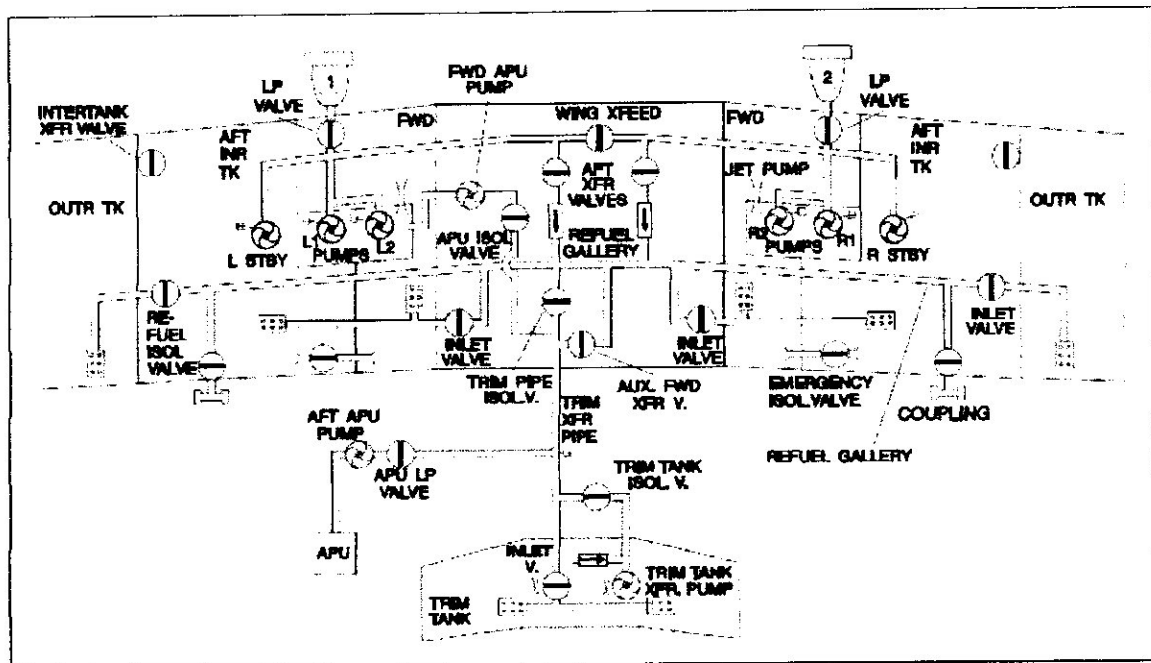 1
2
LP
VALVE
FWD APU
PUMP
LP
VALVE
INTERTANK
XFR VALVE
FWD
WING XFEED
FWD
AFT
INR
TK
AFT
INR
TK
AFT
XFR
VALVES
JET PUMP
OUTR TK
OUTR TK
L1
L2
R2
R1
L STBY
PUMPS
APU ISOL
VALVE
REFUEL
GALLERY
PUMPS
R STBY
RE-
FUEL
ISOL
VALVE
INLET
VALVE
INLET
VALVE
INLET
VALVE
TRIM PIPE
ISOL.V.
AUX. FWD
XFR V.
EMERGENCY
ISOL.VALVE
COUPLING
AFT APU
PUMP
TRIM
XFR
PIPE
REFUEL GALLERY
APU LP
VALVE
TRIM TANK
ISOL. V.
APU
INLET
V.
TRIM TANK
XFR. PUMP
TRIM
TANK